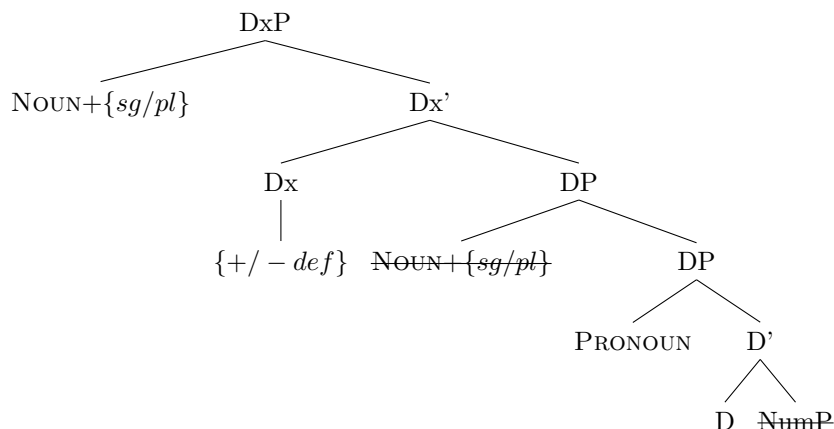 DxP
NOUN+{sg/pl}
Dx'
Dx
DP
{+/ − def}
NOUN+{sg/pl}
DP
PRONOUN
D'
D
NumP